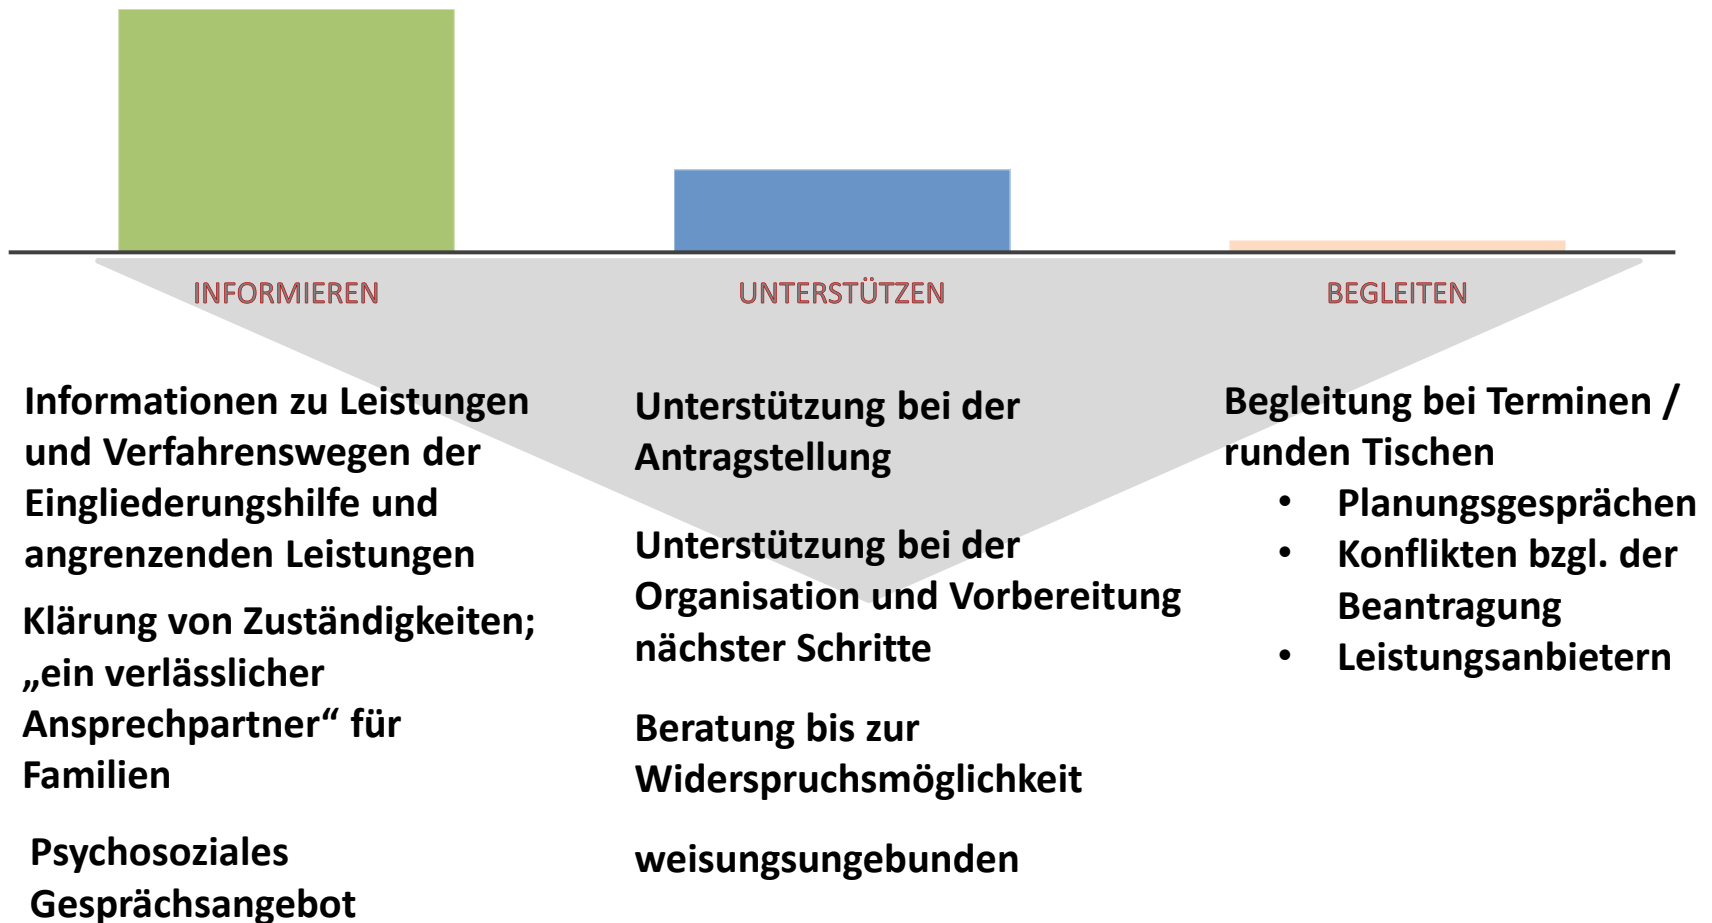 INFORMIEREN
UNTERSTÜTZEN
BEGLEITEN
Informationen zu Leistungen
und Verfahrenswegen der
Eingliederungshilfe und
angrenzenden Leistungen
Klärung von Zuständigkeiten;
„ein verlässlicher
Ansprechpartner“ für
Familien
Psychosoziales
Gesprächsangebot
Unterstützung bei der
Antragstellung
Unterstützung bei der
Organisation und Vorbereitung
nächster Schritte
Beratung bis zur
Widerspruchsmöglichkeit
weisungsungebunden
Begleitung bei Terminen /
runden Tischen
• Planungsgesprächen
• Konflikten bzgl. der
Beantragung
• Leistungsanbietern